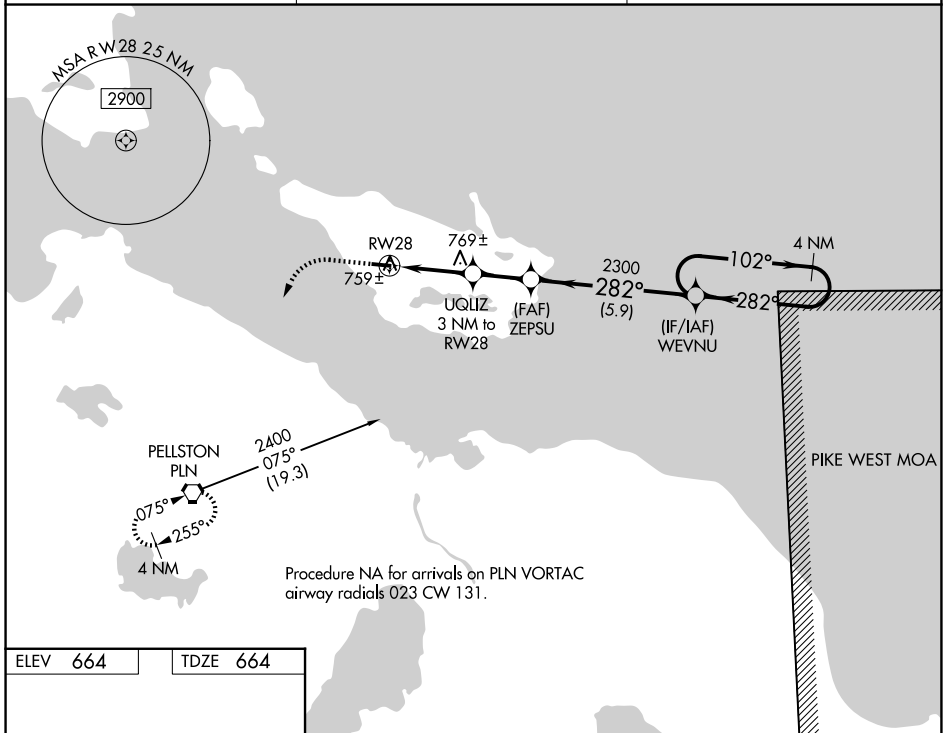 MSA RW28 25 NM
2900
RW28
759±
769±
UQLIZ
3 NM to
RW28
(FAF)
ZEPSU
2300
282°
(5.9)
(IF/IAF)
WEVNU
102°
4 NM
282°
PIKE WEST MOA
PELLSTON
PLN
2400
075°
(19.3)
075°
255°
4 NM
Procedure NA for arrivals on PLN VORTAC
airway radials 023 CW 131.
ELEV 664
TDZE 664